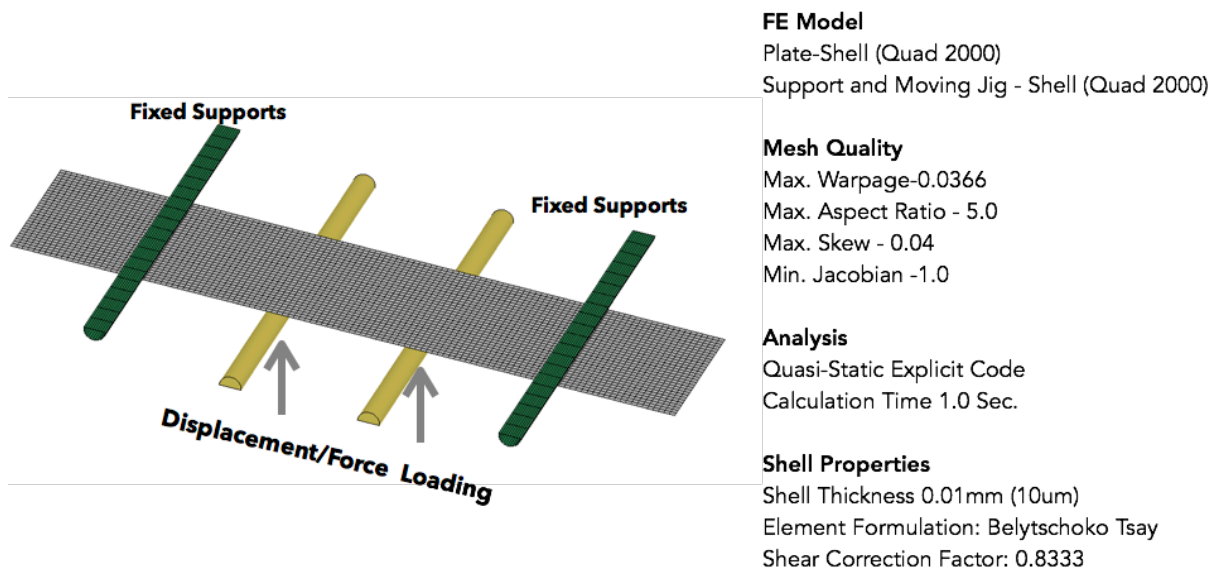 Fixed Supports
Fixed Supports
Displacement/Force Loading
FE Model
Plate-Shell (Quad 2000)
Support and Moving Jig - Shell (Quad 2000)
Mesh Quality
Max. Warpage-0.0366
Max. Aspect Ratio - 5.0
Max. Skew - 0.04
Min. Jacobian -1.0
Analysis
Quasi-Static Explicit Code
Calculation Time 1.0 Sec.
Shell Properties
Shell Thickness 0.01mm (10um)
Element Formulation: Belytschoko Tsay
Shear Correction Factor: 0.8333